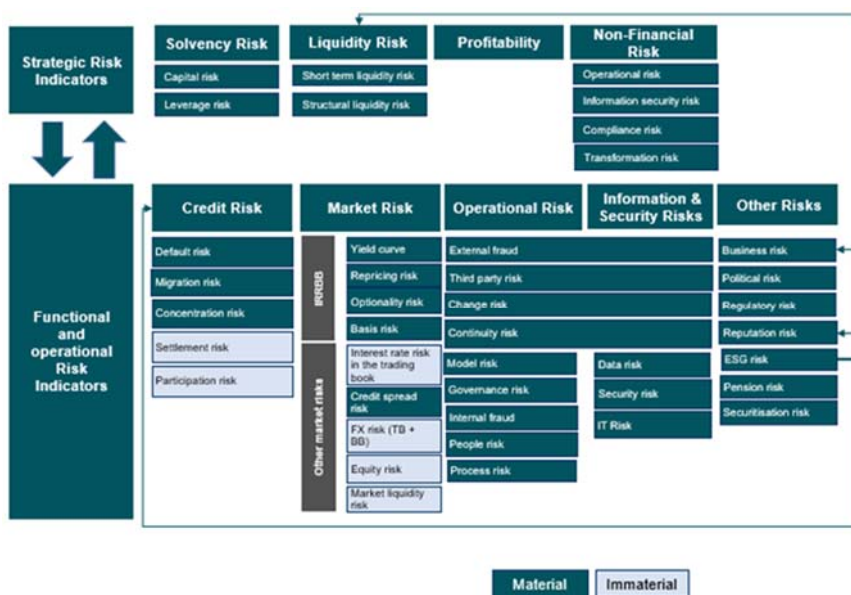 Strategic Risk
Indicators
Solvency Risk
Capital risk
Leverage risk
Liquidity Risk
Short term liquidity risk
Structural liquidity risk
Profitability
Non-Financial
Risk
Operational risk
Information security risk
Compliance risk
Transformation risk
Functional
and
operational
Risk
Indicators
Credit Risk
Default risk
Migration risk
Concentration risk
Settlement risk
Participation risk
Market Risk
IRRBB
Yield curve
Repricing risk
Optionality risk
Basis risk
Other market risks
Interest rate risk
in the trading
book
Credit spread
risk
FX risk (TB +
BB)
Equity risk
Market liquidity
risk
Operational Risk
Information &
Security Risks
External fraud
Third party risk
Change risk
Continuity risk
Model risk
Governance risk
Internal fraud
People risk
Process risk
Data risk
Security risk
IT Risk
Other Risks
Business risk
Political risk
Regulatory risk
Reputation risk
ESG risk
Pension risk
Securitisation risk
Material
Immaterial